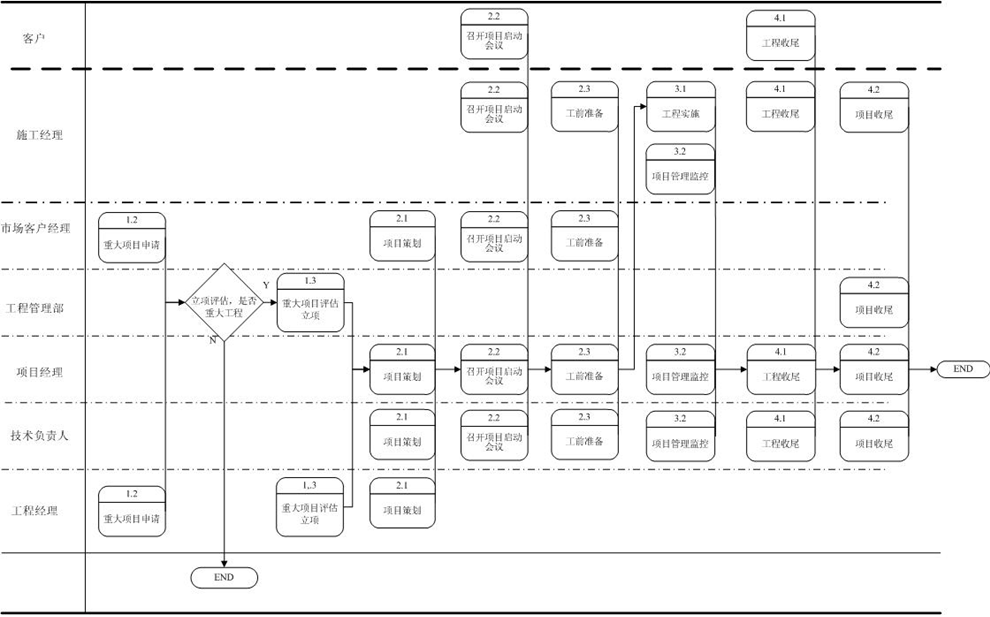 客户
2.2
召开项目启动
会议
4.1
工程收尾
施工经理
2.2
召开项目启动
会议
2.3
工前准备
3.1
工程实施
4.1
工程收尾
4.2
项目收尾
3.2
项目管理监控
市场客户经理
1.2
重大项目申请
2.1
项目策划
2.2
召开项目启动
会议
2.3
工前准备
工程管理部
立项评估，是否
重大工程
Y
N
1.3
重大项目评估
立项
4.2
项目收尾
项目经理
2.1
项目策划
2.2
召开项目启动
会议
2.3
工前准备
3.2
项目管理监控
4.1
工程收尾
4.2
项目收尾
END
技术负责人
2.1
项目策划
2.2
召开项目启动
会议
2.3
工前准备
3.2
项目管理监控
4.1
工程收尾
4.2
项目收尾
工程经理
1.2
重大项目申请
1,.3
重大项目评估
立项
2.1
项目策划
END